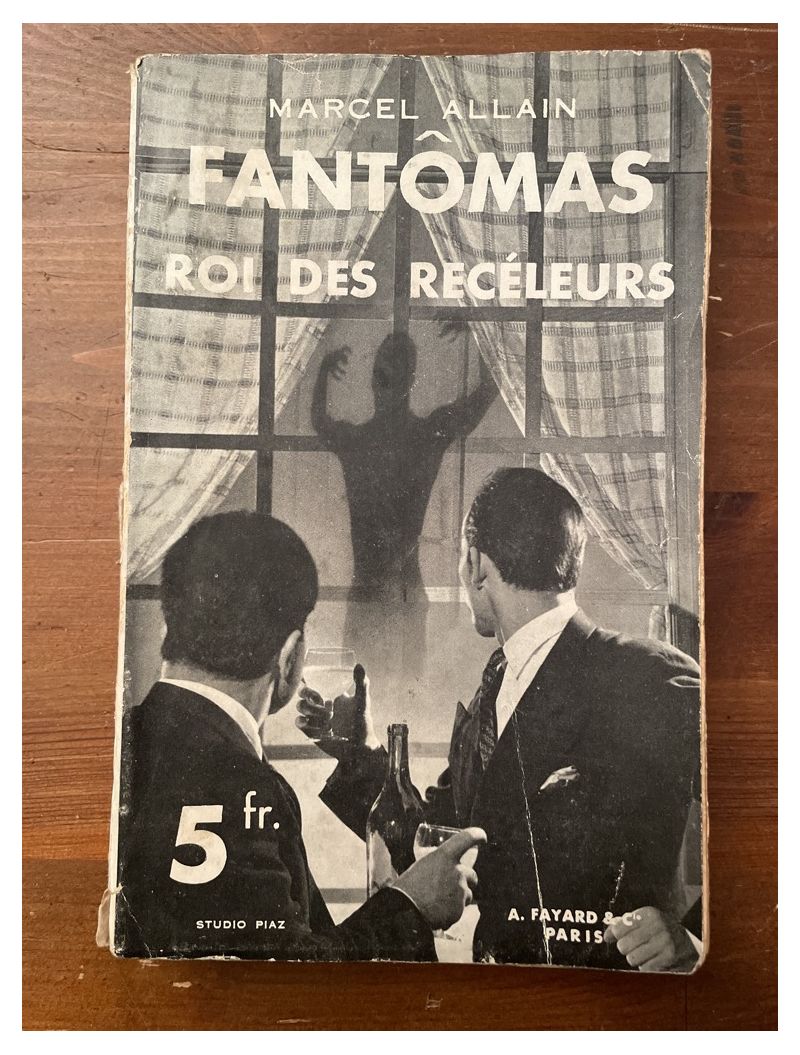 MARCEL ALLAIN
FANTÔMAS
ROI DES RECÉLEURS
5 fr.
STUDIO PIAZ
A. FAYARD & Cie
PARIS